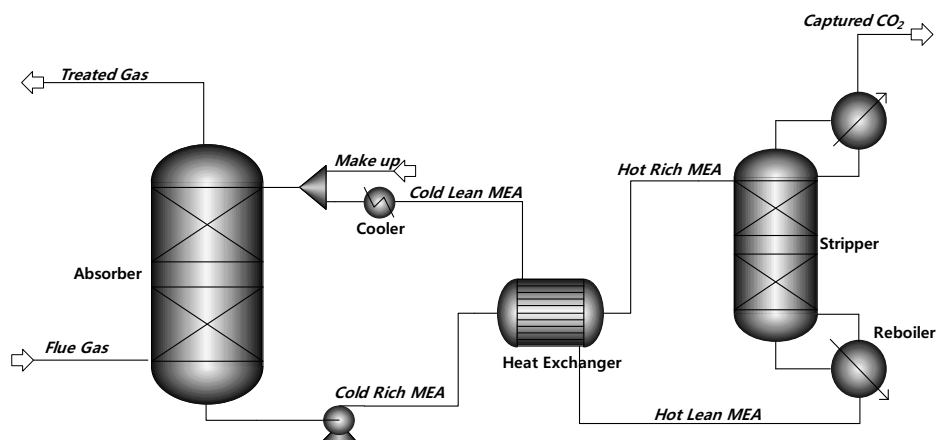 Captured CO₂
Treated Gas
Make up
Hot Rich MEA
Cold Lean MEA
Cooler
Stripper
Absorber
Reboiler
Flue Gas
Heat Exchanger
Cold Rich MEA
Hot Lean MEA